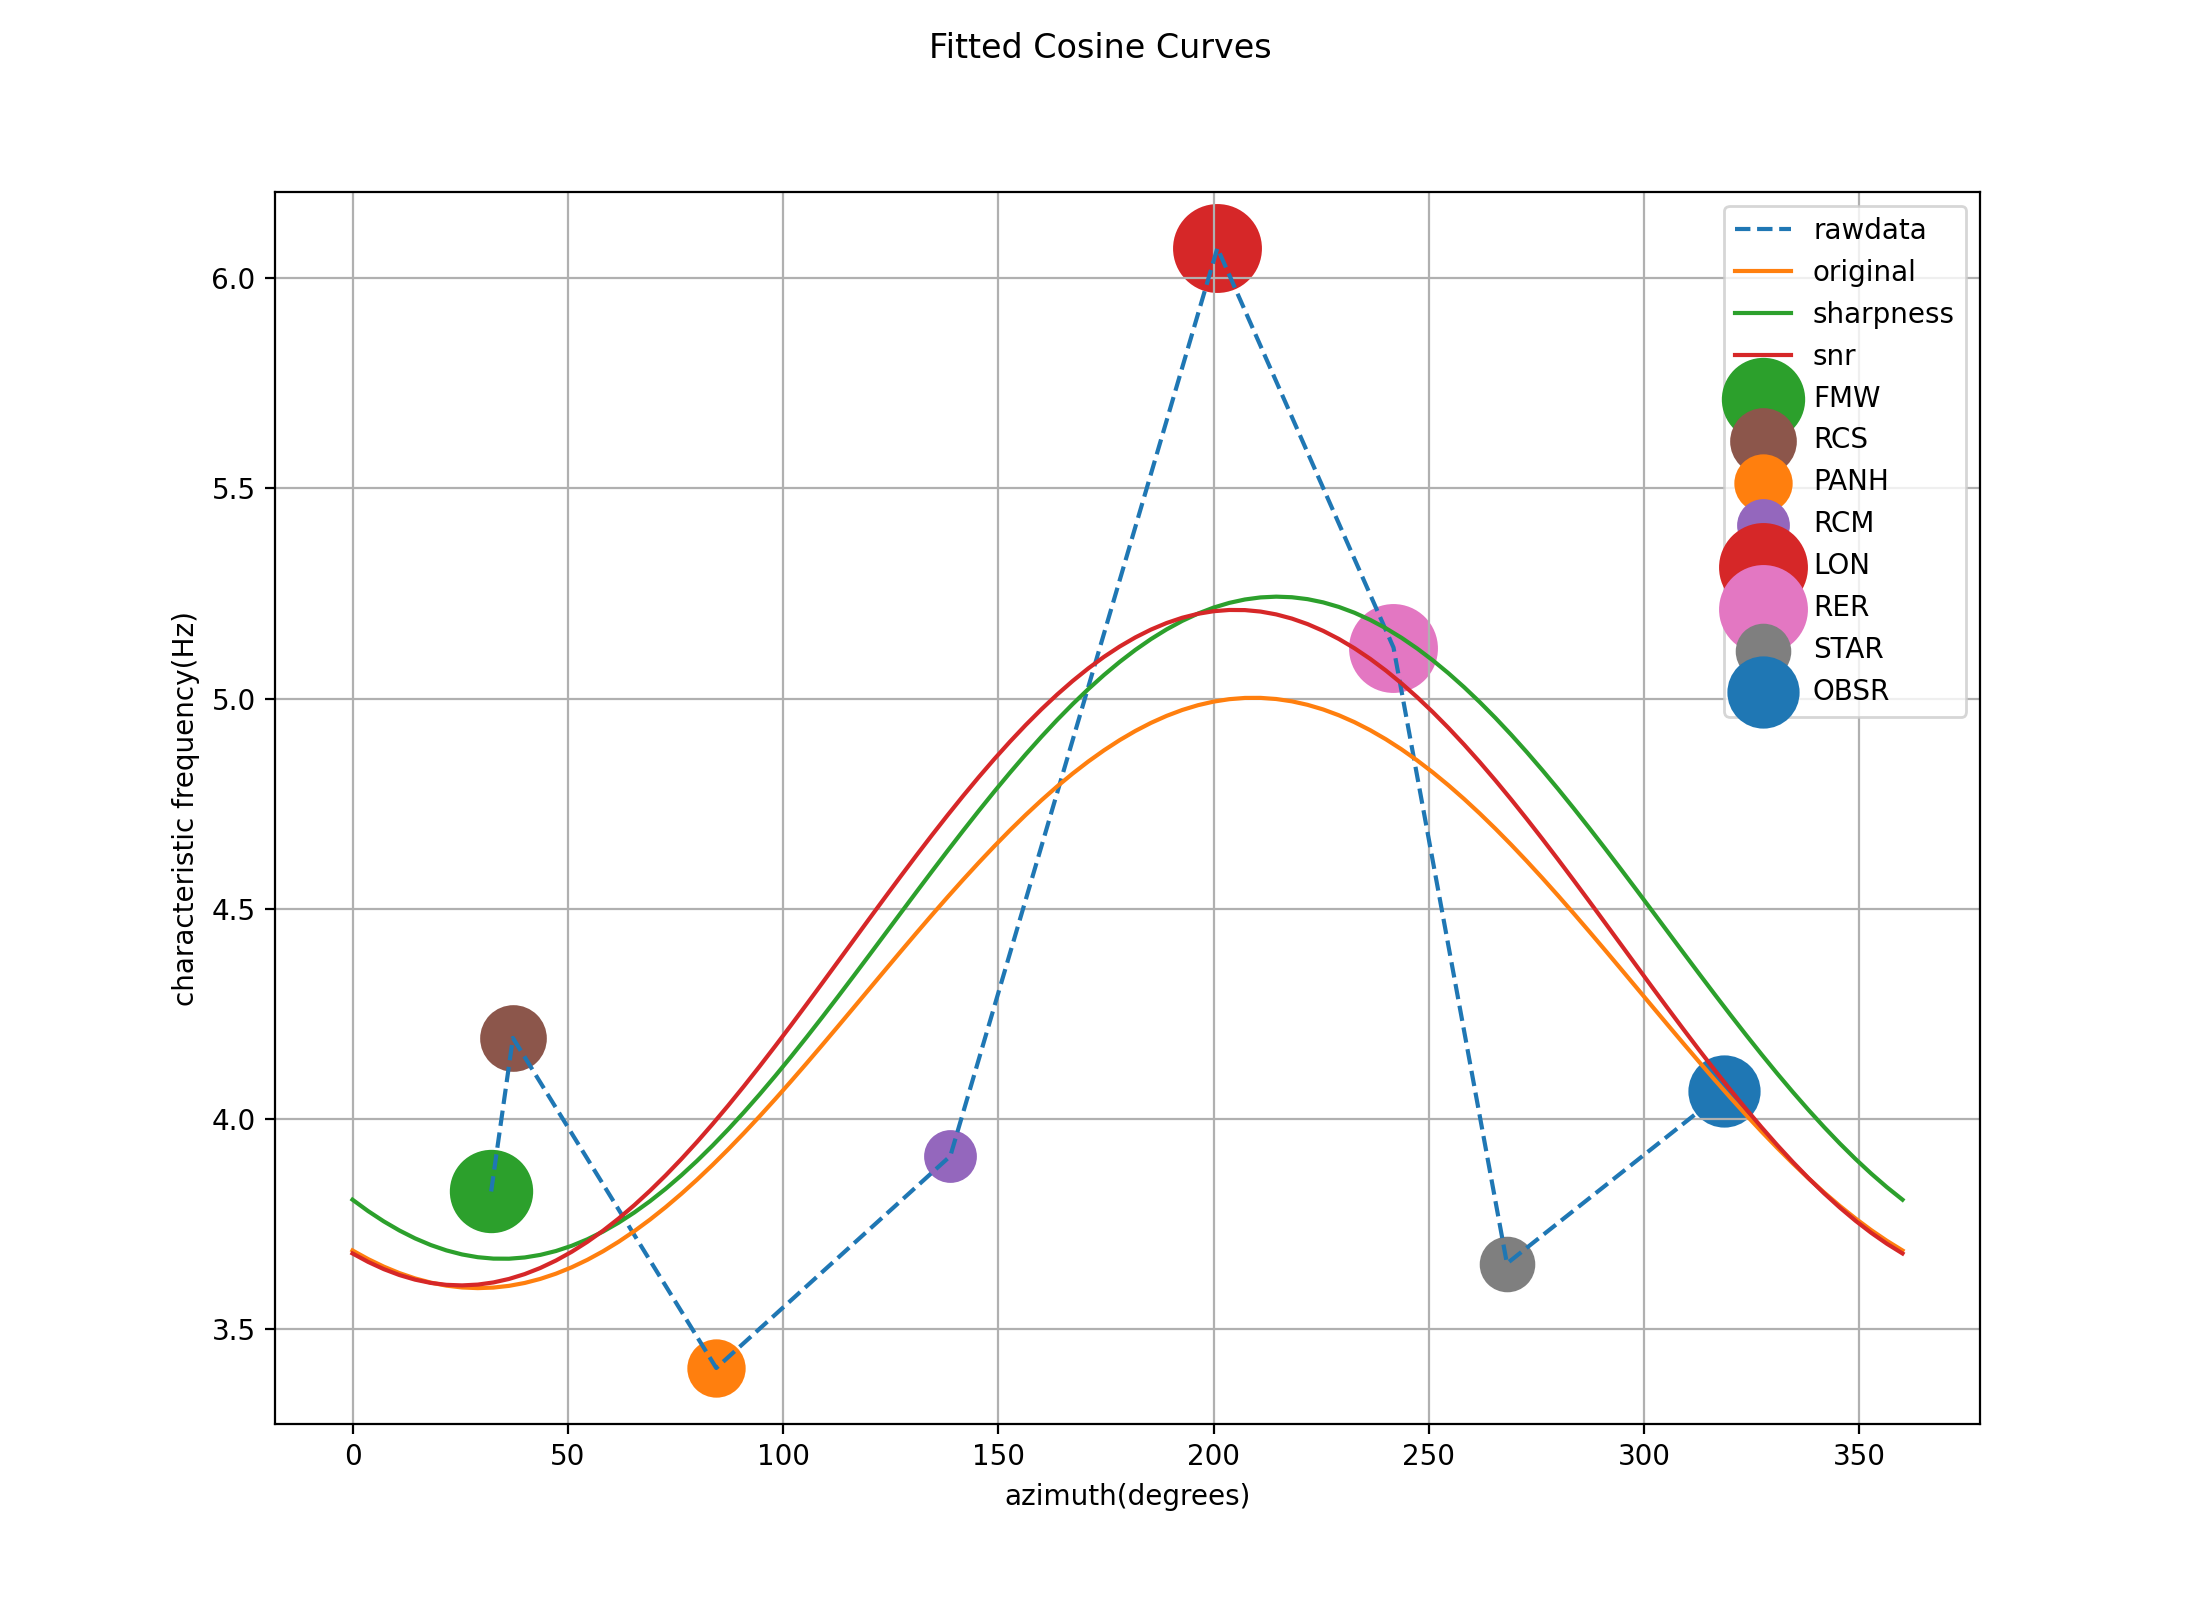 Fitted Cosine Curves
rawdata
original
sharpness
snr
FMW
RCS
PANH
RCM
LON
RER
STAR
OBSR
characteristic frequency(Hz)
6.0
5.5
5.0
4.5
4.0
3.5
0 50 100 150 200 250 300 350
azimuth(degrees)